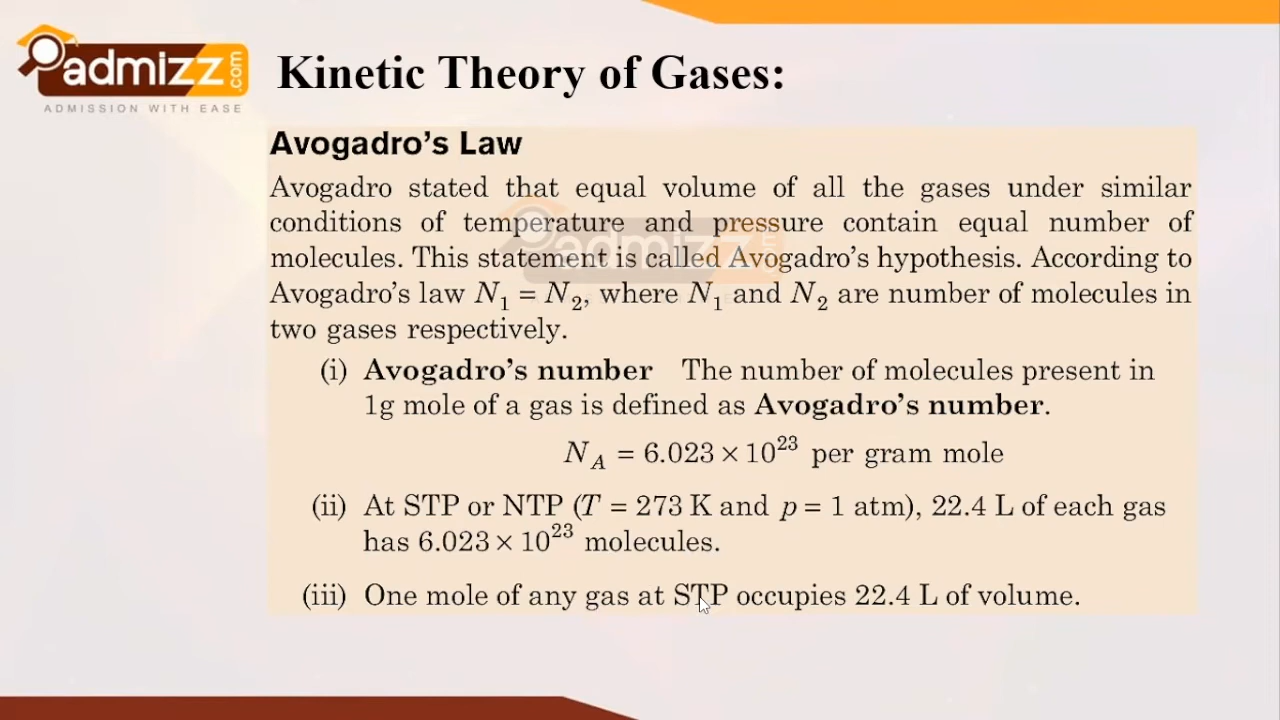 admizz.com
ADMISSION WITH EASE
Kinetic Theory of Gases:
Avogadro’s Law
Avogadro stated that equal volume of all the gases under similar
conditions of temperature and pressure contain equal number of
molecules. This statement is called Avogadro’s hypothesis. According to
Avogadro’s law N₁ = N₂, where N₁ and N₂ are number of molecules in
two gases respectively.
(i) Avogadro’s number The number of molecules present in
1g mole of a gas is defined as Avogadro’s number.
N_A = 6.023 × 10²³ per gram mole
(ii) At STP or NTP (T = 273 K and p = 1 atm), 22.4 L of each gas
has 6.023 × 10²³ molecules.
(iii) One mole of any gas at STP occupies 22.4 L of volume.
admizz.com